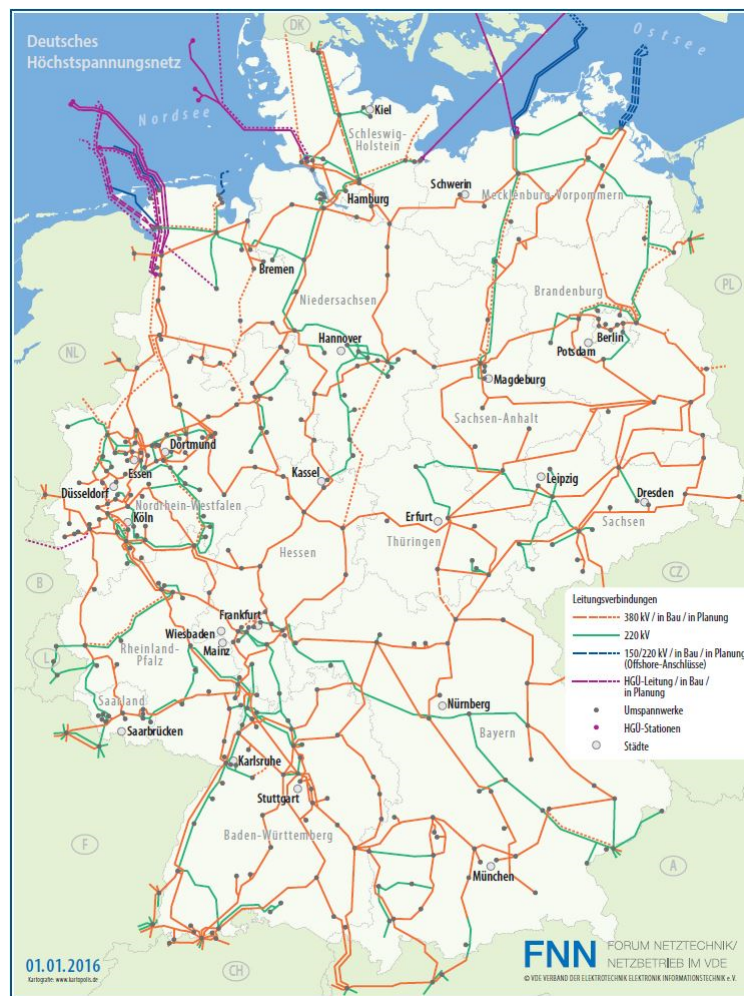 Deutsches
Höchstspannungsnetz
DK
Ostsee
Nordsee
Kiel
Schleswig-
Holstein
Schwerin
Mecklenburg-Vorpommern
Hamburg
Bremen
Niedersachsen
Brandenburg
PL
NL
Hannover
Berlin
Potsdam
Magdeburg
Sachsen-Anhalt
Dortmund
Essen
Kassel
Leipzig
Düsseldorf
Nordrhein-Westfalen
Dresden
Köln
Erfurt
Sachsen
Hessen
Thüringen
B
CZ
Leitungsverbindungen
380 kV / in Bau / in Planung
220 kV
150/220 kV / in Bau / in Planung
(Offshore-Anschlüsse)
HGÜ-Leitung / in Bau /
in Planung
Umspannwerke
HGÜ-Stationen
Städte
Frankfurt
Wiesbaden
Mainz
Rheinland-
Pfalz
L
Saarland
Saarbrücken
Nürnberg
Bayern
Karlsruhe
Stuttgart
Baden-Württemberg
F
München
A
CH
01.01.2016
Kartografie: www.kartopolis.de
FNN FORUM NETZTECHNIK/
NETZBETRIEB IM VDE
© VDE VERBAND DER ELEKTROTECHNIK ELEKTRONIK INFORMATIONSTECHNIK e.V.